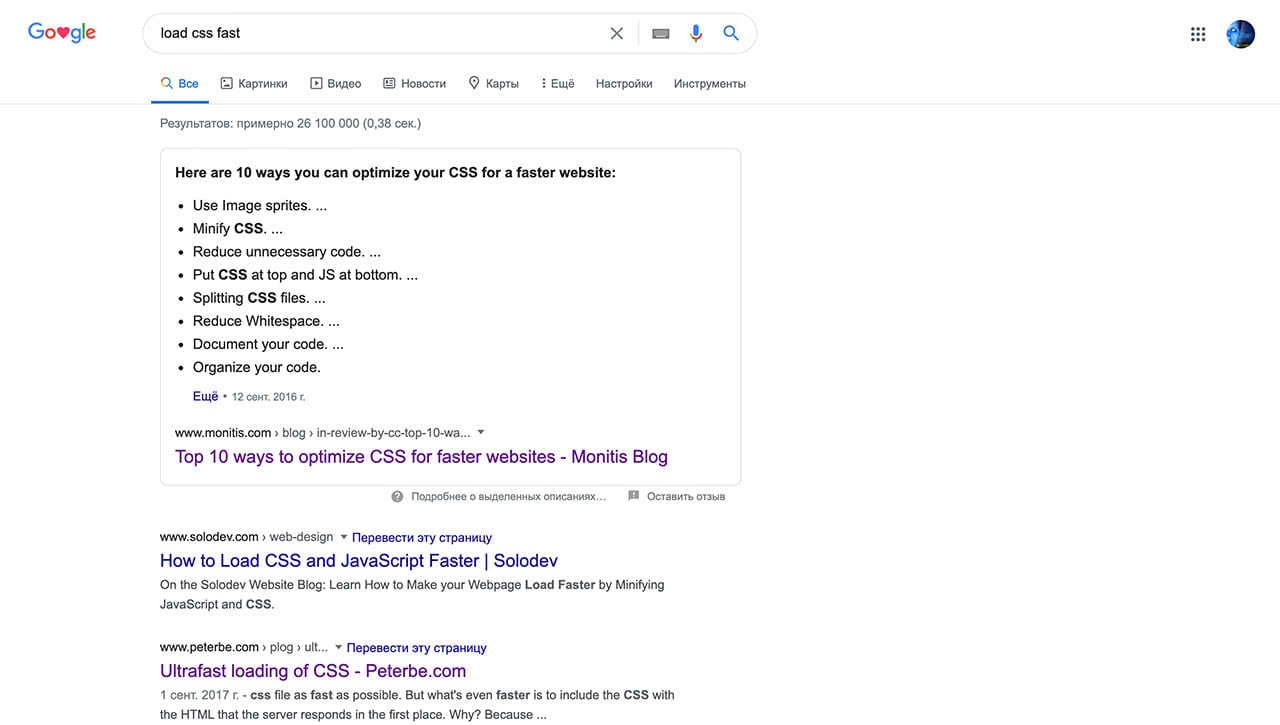 Google
load css fast
Все Картинки Видео Новости Карты Ещё Настройки Инструменты
Результатов: примерно 26 100 000 (0,38 сек.)
Here are 10 ways you can optimize your CSS for a faster website:
• Use Image sprites. ...
• Minify CSS. ...
• Reduce unnecessary code. ...
• Put CSS at top and JS at bottom. ...
• Splitting CSS files. ...
• Reduce Whitespace. ...
• Document your code. ...
• Organize your code.
Ещё • 12 сент. 2016 г.
www.monitis.com › blog › in-review-by-cc-top-10-wa...
Top 10 ways to optimize CSS for faster websites - Monitis Blog
Подробнее о выделенных описаниях… Оставить отзыв
www.solodev.com › web-design Перевести эту страницу
How to Load CSS and JavaScript Faster | Solodev
On the Solodev Website Blog: Learn How to Make your Webpage Load Faster by Minifying
JavaScript and CSS.
www.peterbe.com › plog › ult... Перевести эту страницу
Ultrafast loading of CSS - Peterbe.com
1 сент. 2017 г. - css file as fast as possible. But what's even faster is to include the CSS with
the HTML that the server responds in the first place. Why? Because ...